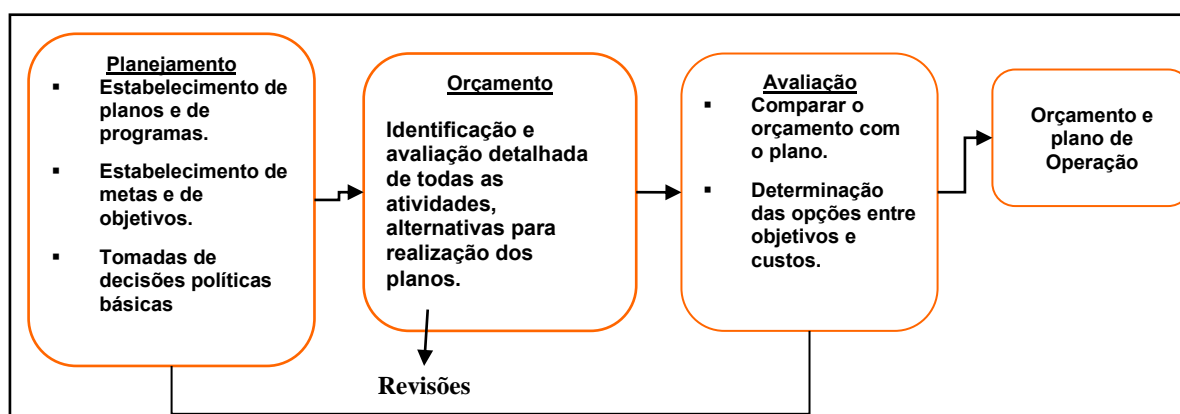 Planejamento
▪ Estabelecimento de
planos e de
programas.
▪ Estabelecimento de
metas e de
objetivos.
▪ Tomadas de
decisões políticas
básicas
Orçamento
Identificação e
avaliação detalhada
de todas as
atividades,
alternativas para
realização dos
planos.
Avaliação
▪ Comparar o
orçamento com
o plano.
▪ Determinação
das opções entre
objetivos e
custos.
Orçamento e
plano de
Operação
Revisões